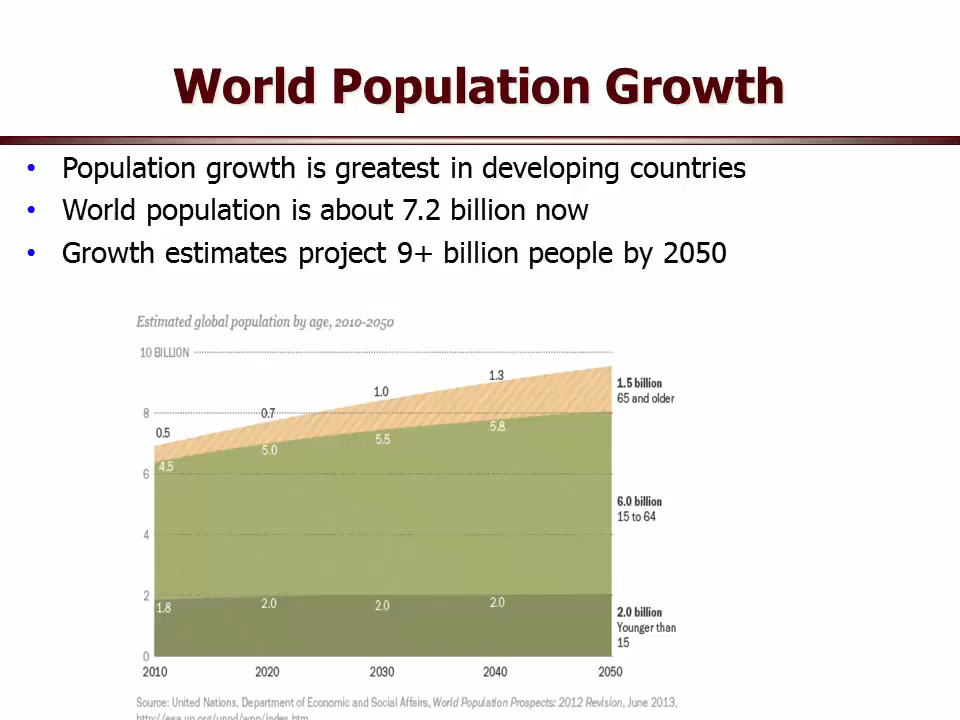 World Population Growth
• Population growth is greatest in developing countries
• World population is about 7.2 billion now
• Growth estimates project 9+ billion people by 2050
Estimated global population by age, 2010-2050
10 BILLION
1.3
1.5 billion
65 and older
1.0
0.7
8
0.5
5.8
5.5
5.0
4.5
6
6.0 billion
15 to 64
4
2
1.8
2.0
2.0
2.0
2.0 billion
Younger than
15
0
2010 2020 2030 2040 2050
Source: United Nations, Department of Economic and Social Affairs, World Population Prospects: 2012 Revision, June 2013,